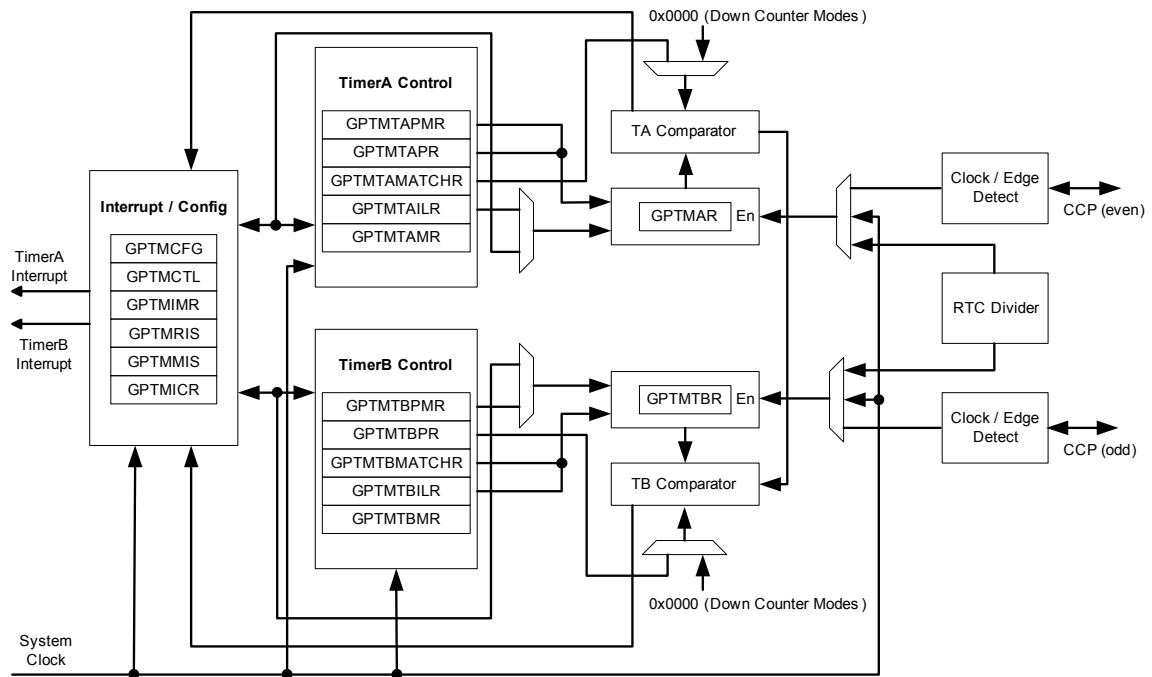 0x0000 (Down Counter Modes)
TimerA Control
GPTMTAPMR
GPTMTAPR
GPTMTAMATCHR
GPTMTAILR
GPTMTAMR
TA Comparator
GPTMAR
En
Clock / Edge
Detect
CCP (even)
Interrupt / Config
GPTMCFG
GPTMCTL
GPTMIMR
GPTMRIS
GPTMMIS
GPTMICR
TimerA
Interrupt
TimerB
Interrupt
RTC Divider
TimerB Control
GPTMTBPMR
GPTMTBPR
GPTMTBMATCHR
GPTMTBILR
GPTMTBMR
GPTMTBR
En
TB Comparator
Clock / Edge
Detect
CCP (odd)
0x0000 (Down Counter Modes)
System
Clock